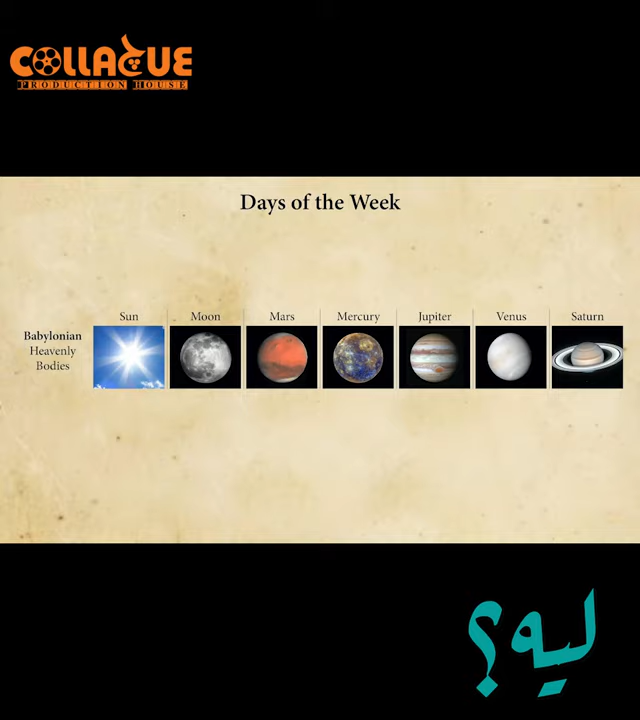 COLLAGUE
PRODUCTION HOUSE
Days of the Week
Sun Moon Mars Mercury Jupiter Venus Saturn
Babylonian
Heavenly
Bodies
ليه؟